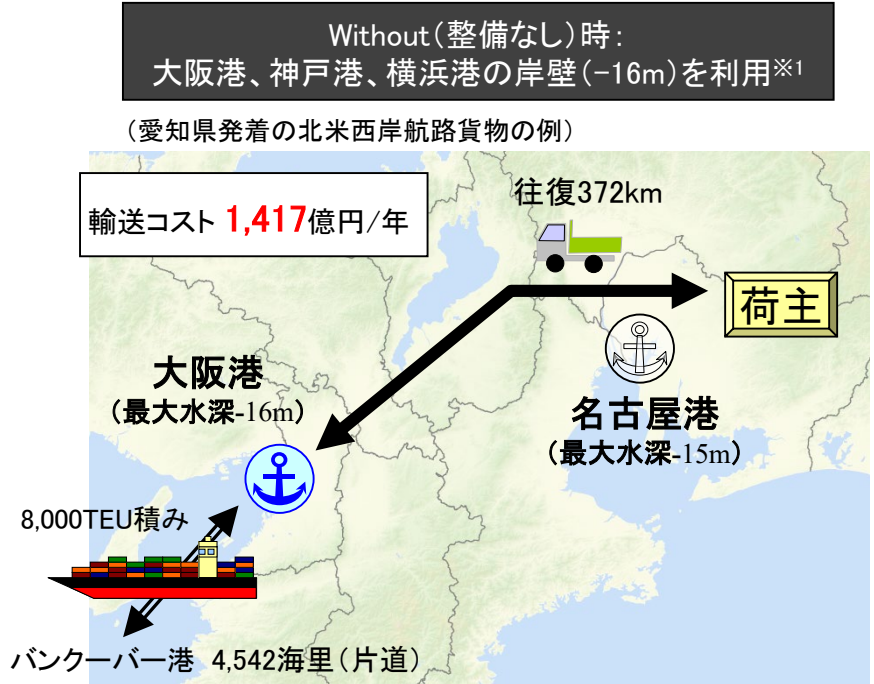 Without（整備なし）時：
大阪港、神戸港、横浜港の岸壁（-16m）を利用※1
（愛知県発着の北米西岸航路貨物の例）
輸送コスト 1,417億円/年
往復372km
荷主
大阪港
（最大水深-16m）
名古屋港
（最大水深-15m）
8,000TEU積み
バンクーバー港 4,542海里（片道）